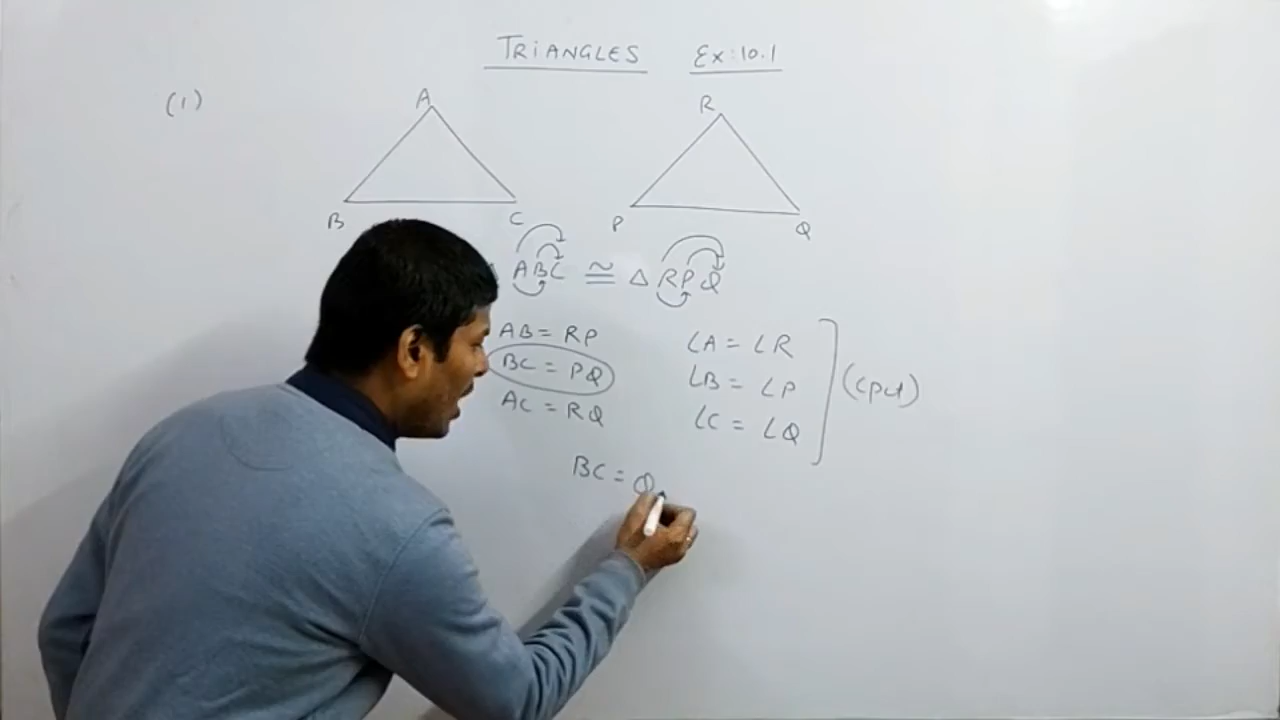 TRiANGLES Ex:10.1
(1)
A
B
C
R
P
Q
ABC ≅ △ RPQ
AB = RP
BC = PQ
AC = RQ
∠A = ∠R
∠B = ∠P
∠C = ∠Q
(cpct)
BC = Q